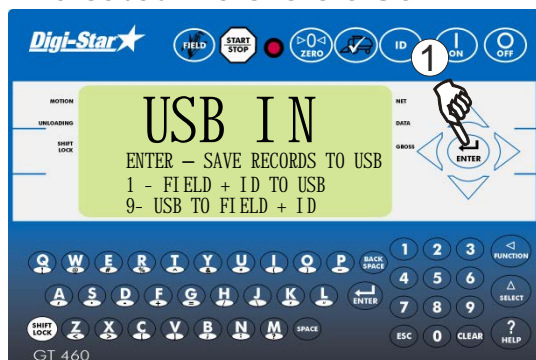 Digi-Star
FIELD
START STOP
ZERO
ID
1
ON
OFF
MOTION
UNLOADING
SHIFT LOCK
USB IN
ENTER – SAVE RECORDS TO USB
1 - FIELD + ID TO USB
9- USB TO FIELD + ID
NET
DATA
GROSS
ENTER
Q W E R T Y U I O P BACK SPACE
A S D F G H J K L ENTER
SHIFT LOCK Z X C V B N M SPACE
1 2 3 FUNCTION
4 5 6 SELECT
7 8 9
ESC 0 CLEAR ? HELP
GT 460